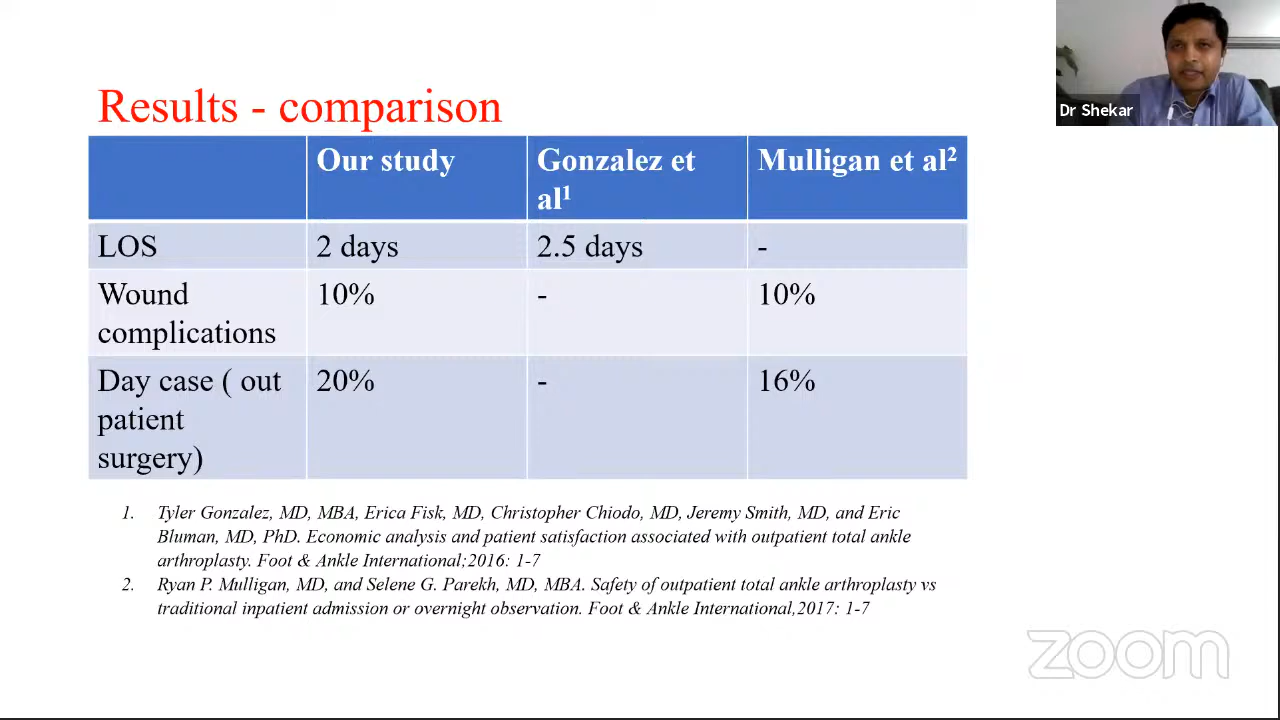 Dr Shekar
Results - comparison
Our study
Gonzalez et
al¹
Mulligan et al²
LOS
2 days
2.5 days
-
Wound
complications
10%
-
10%
Day case ( out
patient
surgery)
20%
-
16%
1. Tyler Gonzalez, MD, MBA, Erica Fisk, MD, Christopher Chiodo, MD, Jeremy Smith, MD, and Eric
Bluman, MD, PhD. Economic analysis and patient satisfaction associated with outpatient total ankle
arthroplasty. Foot & Ankle International;2016: 1-7
2. Ryan P. Mulligan, MD, and Selene G. Parekh, MD, MBA. Safety of outpatient total ankle arthroplasty vs
traditional inpatient admission or overnight observation. Foot & Ankle International,2017: 1-7
zoom